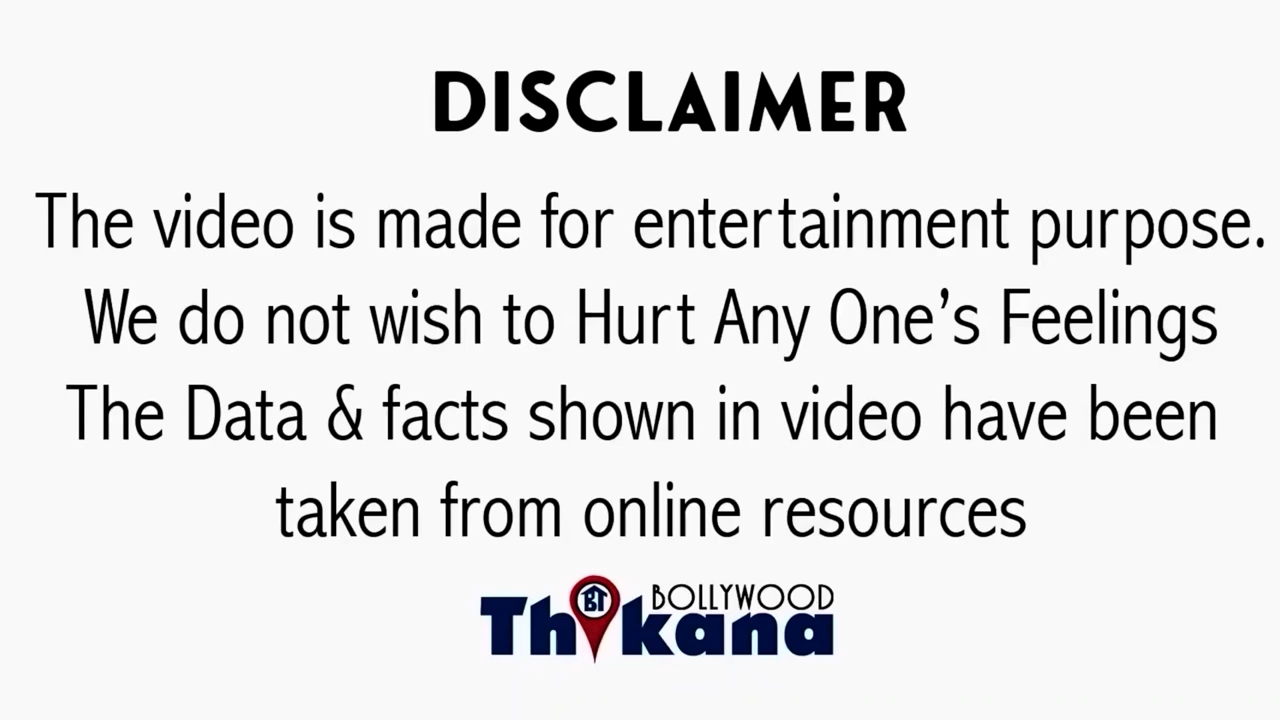 DISCLAIMER
The video is made for entertainment purpose.
We do not wish to Hurt Any One’s Feelings
The Data & facts shown in video have been
taken from online resources
BT
BOLLYWOOD
Thikana